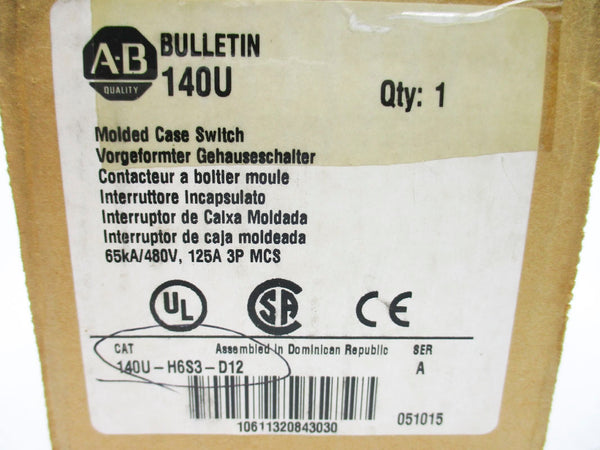 A-B
QUALITY
BULLETIN
140U
Qty: 1
Molded Case Switch
Vorgeformter Gehauseschalter
Contacteur a boitier moule
Interruttore Incapsulato
Interruptor de Caixa Moldada
Interruptor de caja moldeada
65kA/480V, 125A 3P MCS
UL
SA
CE
CAT Assembled in Dominican Republic SER
140U-H6S3-D12 A
10611320843030
051015